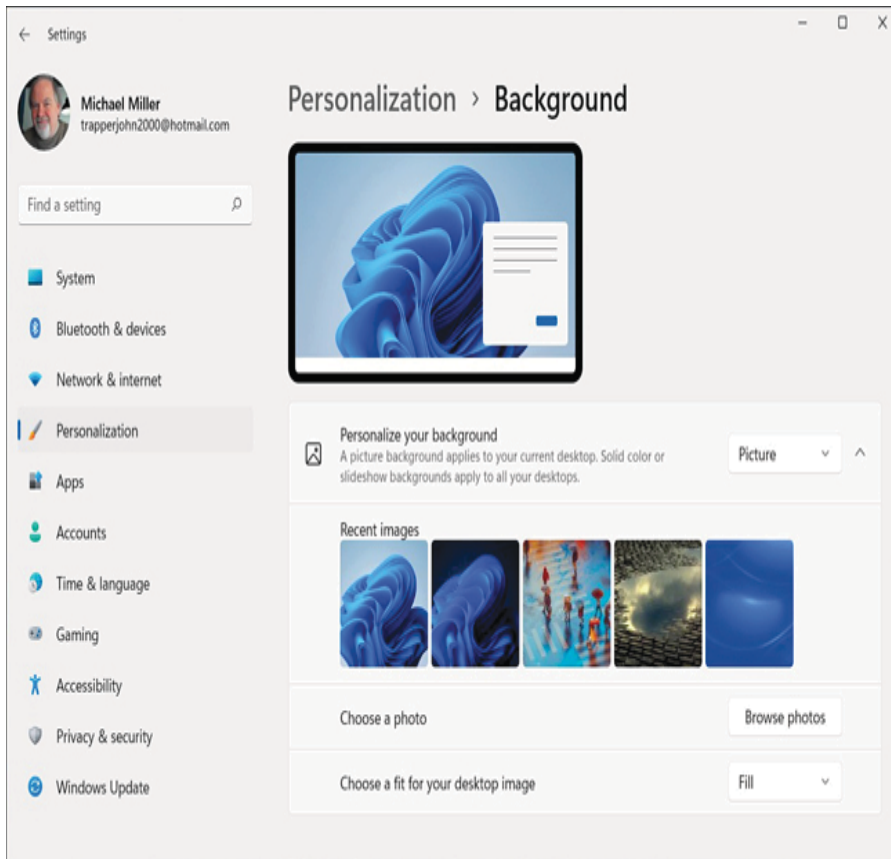 Settings
Michael Miller
trapperjohn2000@hotmail.com
Find a setting
System
Bluetooth & devices
Network & internet
Personalization
Apps
Accounts
Time & language
Gaming
Accessibility
Privacy & security
Windows Update
Personalization > Background
Personalize your background
A picture background applies to your current desktop. Solid color or
slideshow backgrounds apply to all your desktops.
Picture
Recent images
Choose a photo
Browse photos
Choose a fit for your desktop image
Fill